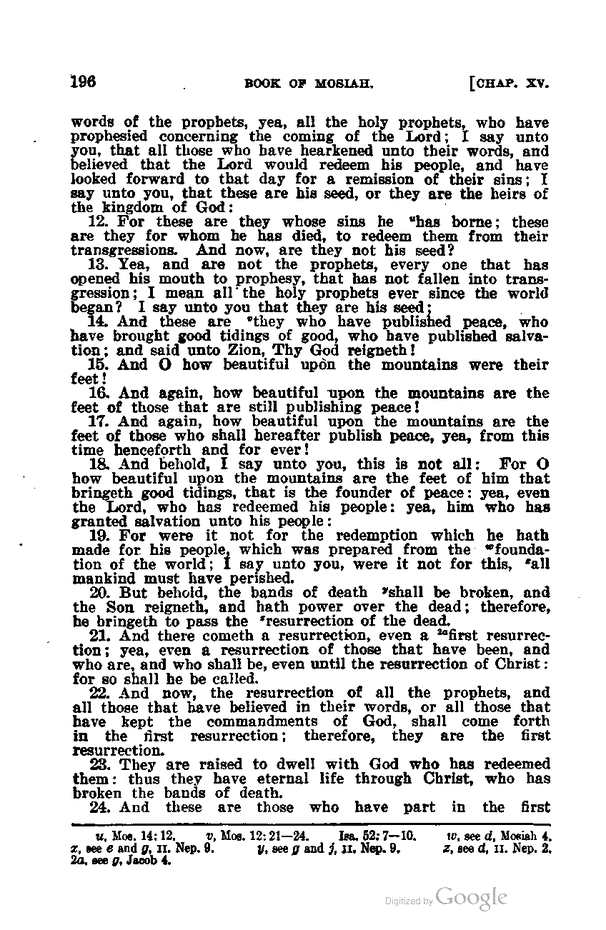 196 BOOK OF MOSIAH. [CHAP. XV.
words of the prophets, yea, all the holy prophets, who have
prophesied concerning the coming of the Lord; I say unto
you, that all those who have hearkened unto their words, and
believed that the Lord would redeem his people, and have
looked forward to that day for a remission of their sins; I
say unto you, that these are his seed, or they are the heirs of
the kingdom of God:
12. For these are they whose sins he ᵘhas borne; these
are they for whom he has died, to redeem them from their
transgressions. And now, are they not his seed?
13. Yea, and are not the prophets, every one that has
opened his mouth to prophesy, that has not fallen into trans-
gression; I mean all the holy prophets ever since the world
began? I say unto you that they are his seed;
14. And these are ᵛthey who have published peace, who
have brought good tidings of good, who have published salva-
tion; and said unto Zion, Thy God reigneth!
15. And O how beautiful upon the mountains were their
feet!
16. And again, how beautiful upon the mountains are the
feet of those that are still publishing peace!
17. And again, how beautiful upon the mountains are the
feet of those who shall hereafter publish peace, yea, from this
time henceforth and for ever!
18. And behold, I say unto you, this is not all: For O
how beautiful upon the mountains are the feet of him that
bringeth good tidings, that is the founder of peace: yea, even
the Lord, who has redeemed his people: yea, him who has
granted salvation unto his people:
19. For were it not for the redemption which he hath
made for his people, which was prepared from the ʷfounda-
tion of the world; I say unto you, were it not for this, ˣall
mankind must have perished.
20. But behold, the bands of death ʸshall be broken, and
the Son reigneth, and hath power over the dead; therefore,
he bringeth to pass the ᶻresurrection of the dead.
21. And there cometh a resurrection, even a ²ᵃfirst resurrec-
tion; yea, even a resurrection of those that have been, and
who are, and who shall be, even until the resurrection of Christ:
for so shall he be called.
22. And now, the resurrection of all the prophets, and
all those that have believed in their words, or all those that
have kept the commandments of God, shall come forth
in the first resurrection; therefore, they are the first
resurrection.
23. They are raised to dwell with God who has redeemed
them: thus they have eternal life through Christ, who has
broken the bands of death.
24. And these are those who have part in the first
u, Mos. 14:12. v, Mos. 12:21—24. Isa. 52:7—10. w, see d, Mosiah 4.
x, see e and g, II. Nep. 9. y, see g and j, II. Nep. 9. z, see d, II. Nep. 2.
2a, see g, Jacob 4.
Digitized by Google